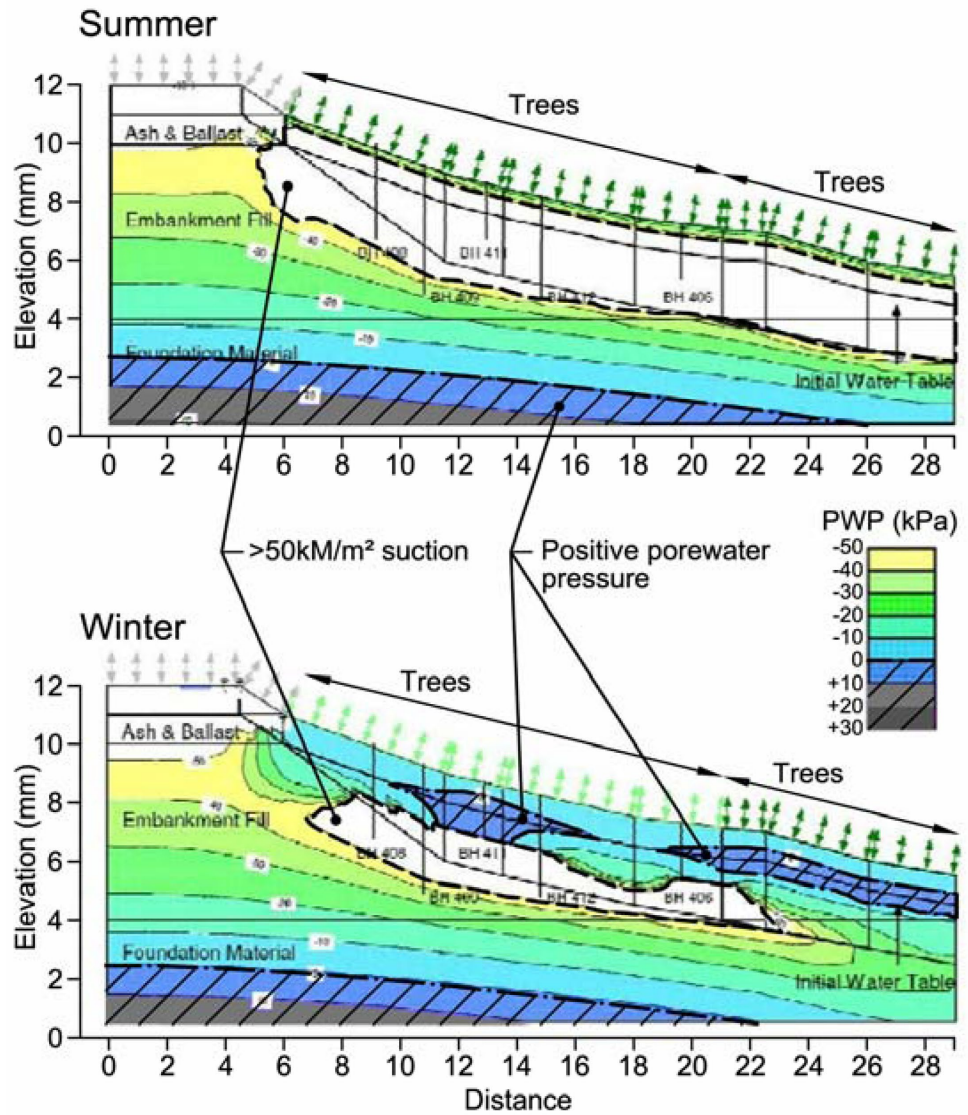 Summer
Trees
Trees
12
10
8
6
4
2
0
Elevation (mm)
Ash & Ballast
Embankment Fill
Foundation Material
BH 408
BH 411
BH 409
BH 412
BH 406
Initial Water Table
0 2 4 6 8 10 12 14 16 18 20 22 24 26 28
>50kM/m² suction
Positive porewater
pressure
PWP (kPa)
-50
-40
-30
-20
-10
0
+10
+20
+30
Winter
Trees
Trees
12
10
8
6
4
2
0
Elevation (mm)
Ash & Ballast
Embankment Fill
Foundation Material
BH 408
BH 411
BH 409
BH 412
BH 406
-10
Initial Water Table
0 2 4 6 8 10 12 14 16 18 20 22 24 26 28
Distance